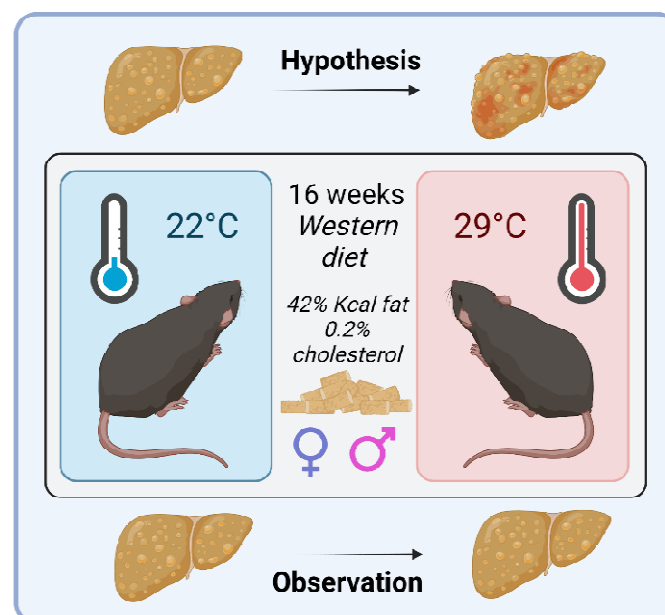 Hypothesis
22°C
16 weeks
Western
diet
42% Kcal fat
0.2%
cholesterol
29°C
Observation